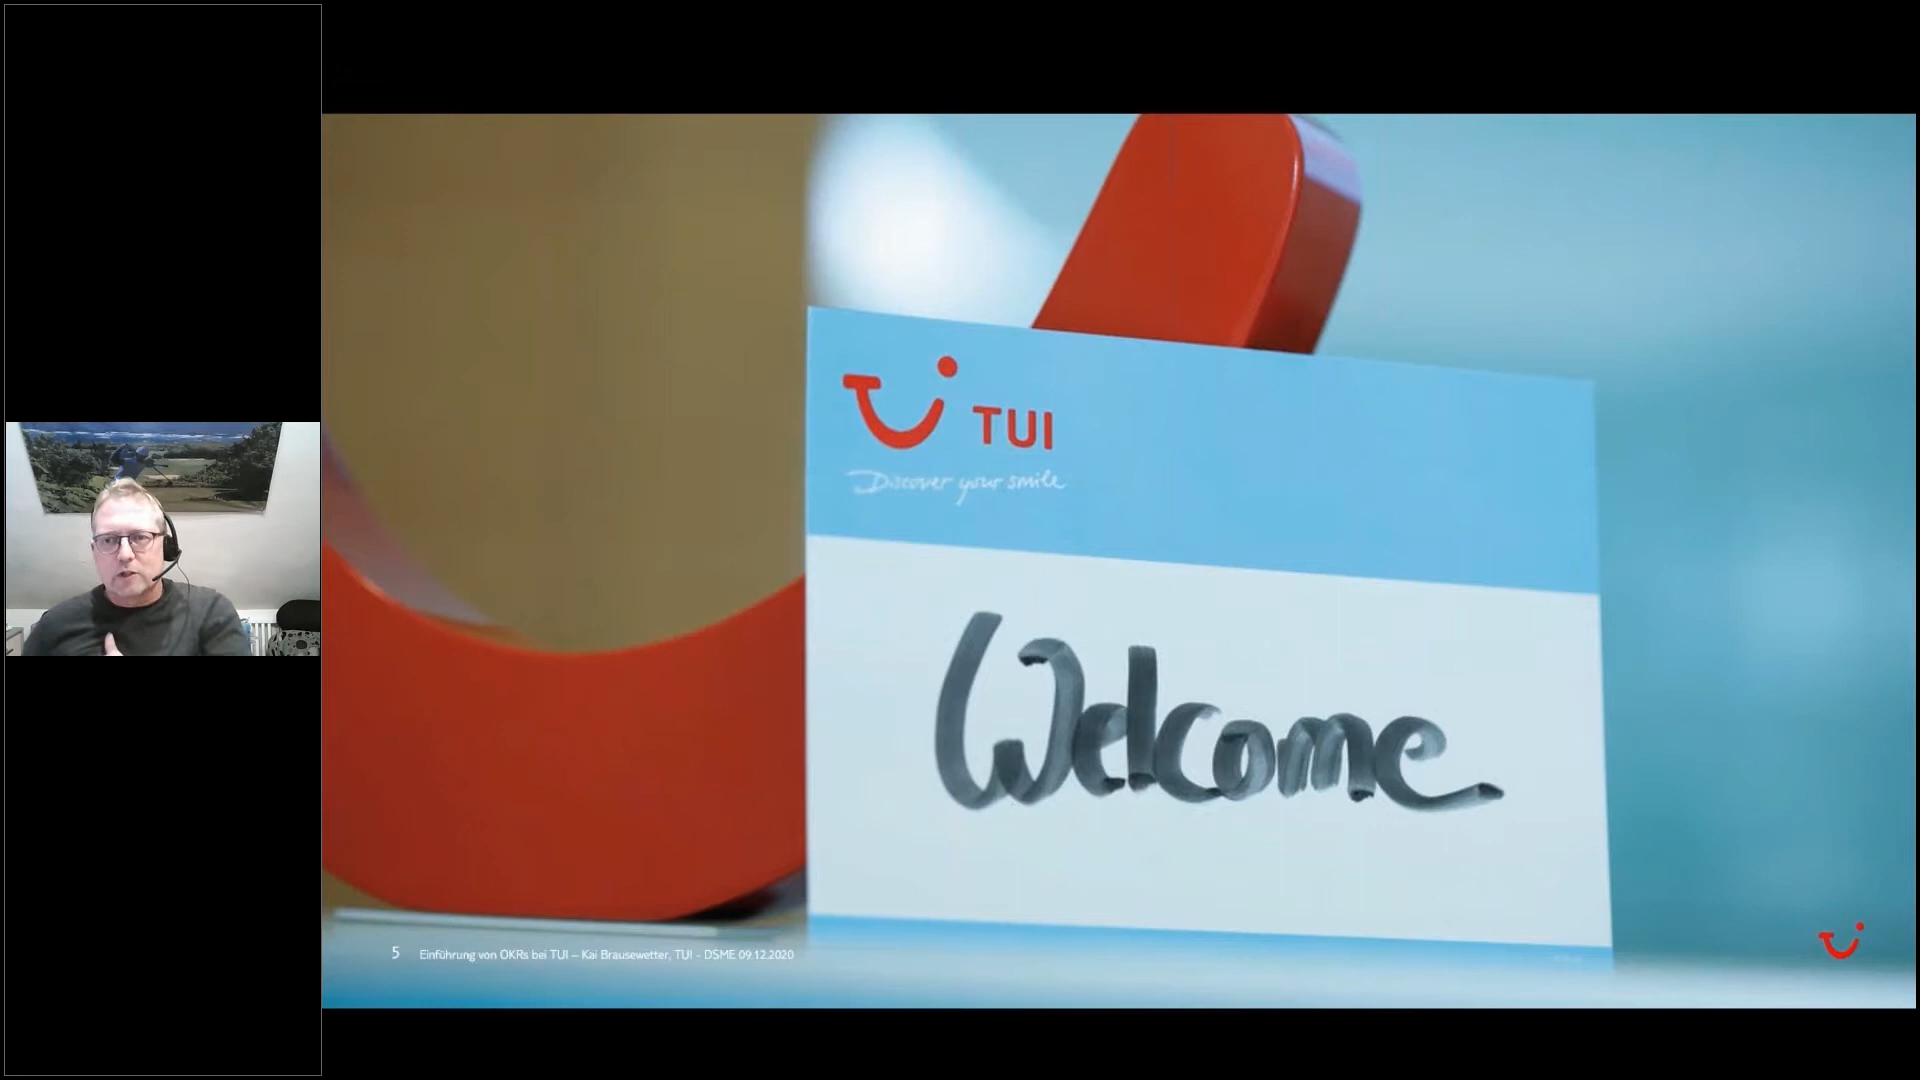 TUI
Discover your smile
Welcome
5 Einführung von OKRs bei TUI – Kai Brausewetter, TUI - DSME 09.12.2020